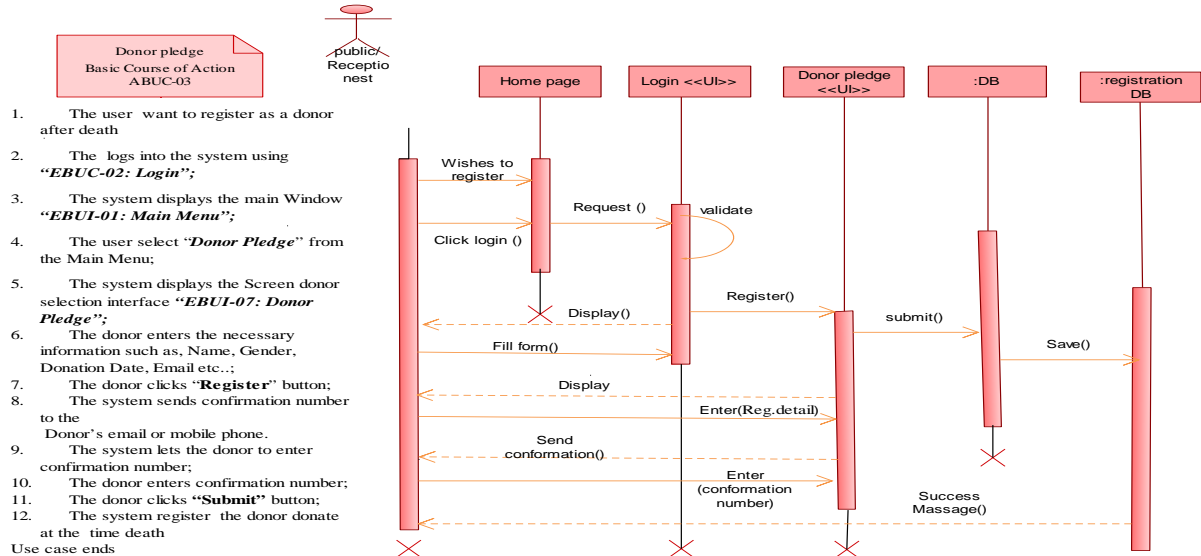 Donor pledge
Basic Course of Action
ABUC-03
1. The user want to register as a donor
after death
2. The logs into the system using
“EBUC-02: Login”;
3. The system displays the main Window
“EBUI-01: Main Menu”;
4. The user select “Donor Pledge” from
the Main Menu;
5. The system displays the Screen donor
selection interface “EBUI-07: Donor
Pledge”;
6. The donor enters the necessary
information such as, Name, Gender,
Donation Date, Email etc..;
7. The donor clicks “Register” button;
8. The system sends confirmation number
to the
Donor’s email or mobile phone.
9. The system lets the donor to enter
confirmation number;
10. The donor enters confirmation number;
11. The donor clicks “Submit” button;
12. The system register the donor donate
at the time death
Use case ends
public/
Receptio
nest
Home page
Login <<UI>>
Donor pledge
<<UI>>
:DB
:registration
DB
Wishes to
register
Click login ()
Request ()
validate
Register()
Display()
submit()
Fill form()
Save()
Display
Enter(Reg.detail)
Send
conformation()
Enter
(conformation
number)
Success
Massage()